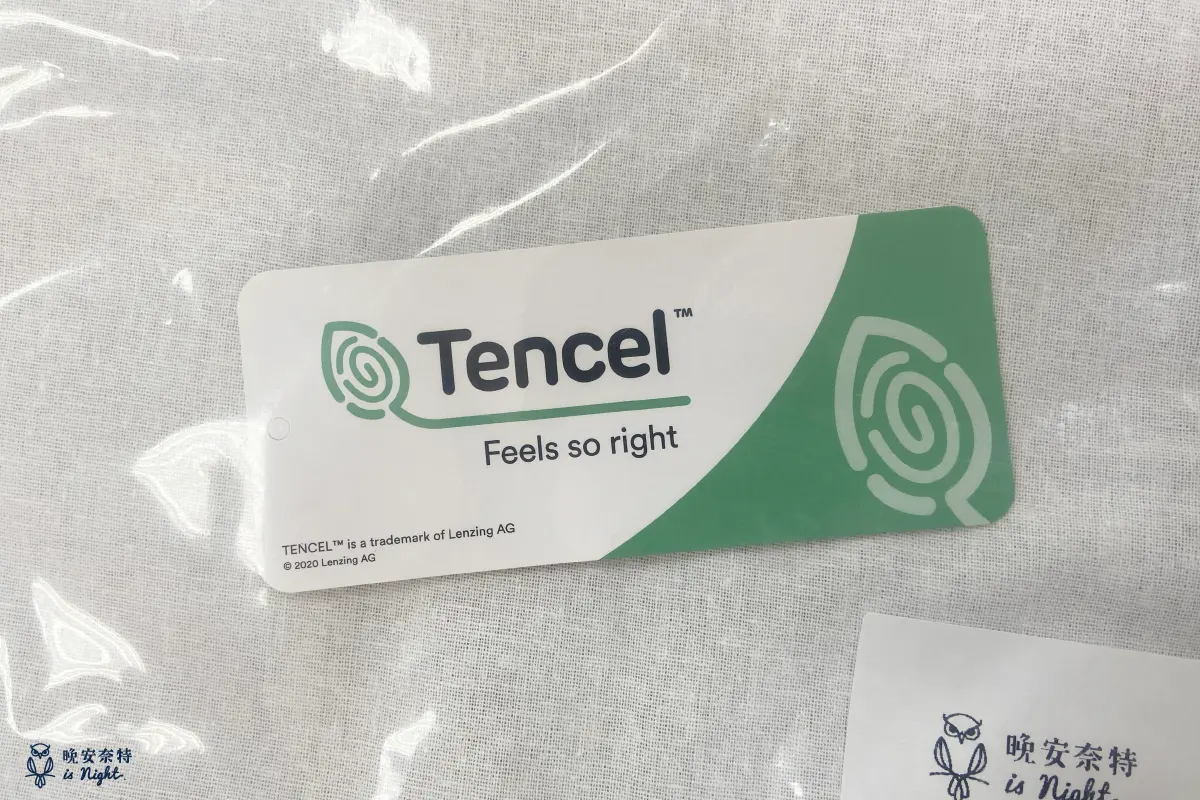 Tencel™
Feels so right
TENCEL™ is a trademark of Lenzing AG
© 2020 Lenzing AG
晚安奈特
is Night.
晚安奈特
is Night.